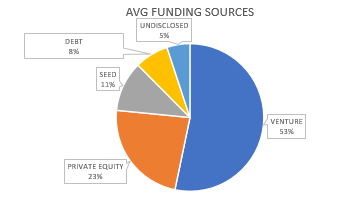 AVG FUNDING SOURCES
UNDISCLOSED
5%
DEBT
8%
SEED
11%
VENTURE
53%
PRIVATE EQUITY
23%